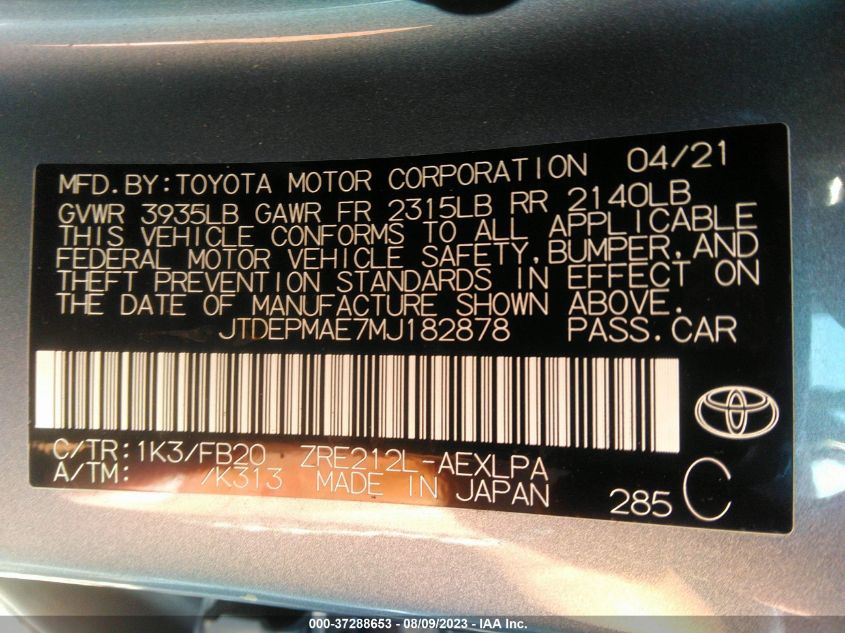 MFD.BY:TOYOTA MOTOR CORPORATION 04/21
GVWR 3935LB GAWR FR 2315LB RR 2140LB
THIS VEHICLE CONFORMS TO ALL APPLICABLE
FEDERAL MOTOR VEHICLE SAFETY,BUMPER,AND
THEFT PREVENTION STANDARDS IN EFFECT ON
THE DATE OF MANUFACTURE SHOWN ABOVE.
JTDEPMAE7MJ182878 PASS.CAR
C/TR:1K3/FB20 ZRE212L-AEXLPA
A/TM: /K313 MADE IN JAPAN 285 C
000-37288653 - 08/09/2023 - IAA Inc.